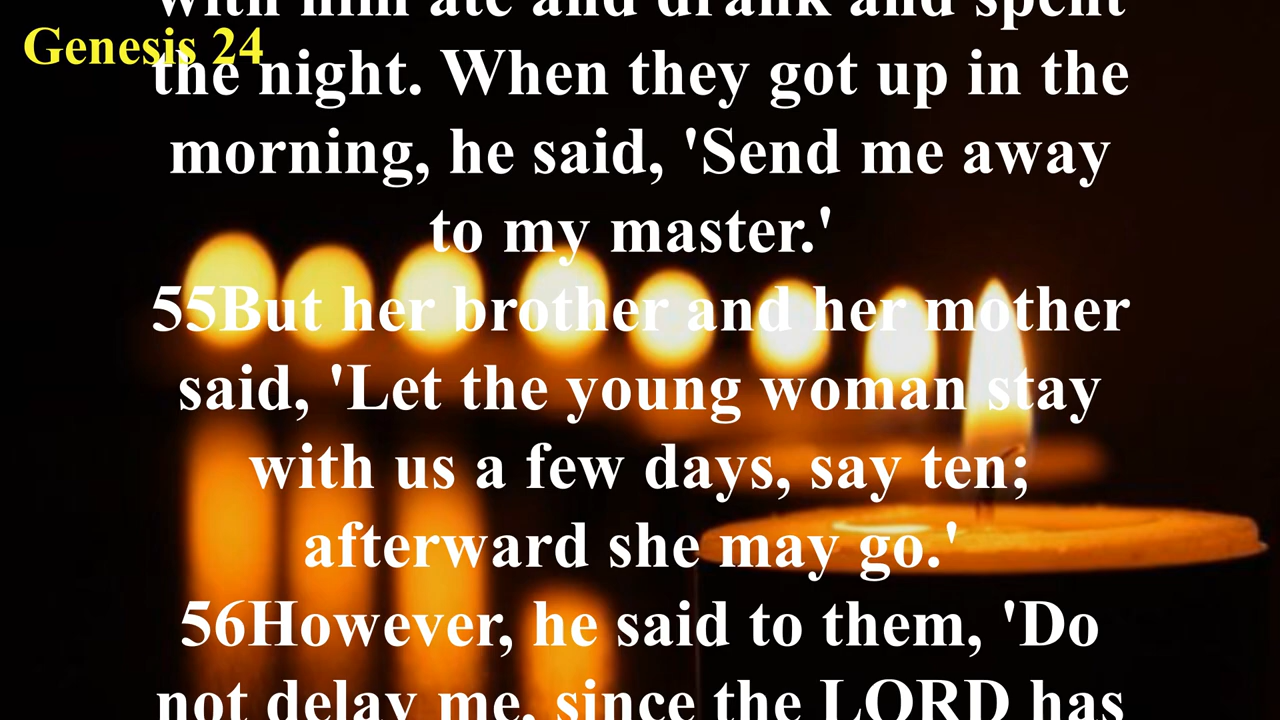 with him ate and drank and spent
Genesis 24
the night. When they got up in the
morning, he said, 'Send me away
to my master.'
55But her brother and her mother
said, 'Let the young woman stay
with us a few days, say ten;
afterward she may go.'
56However, he said to them, 'Do
not delay me, since the LORD has